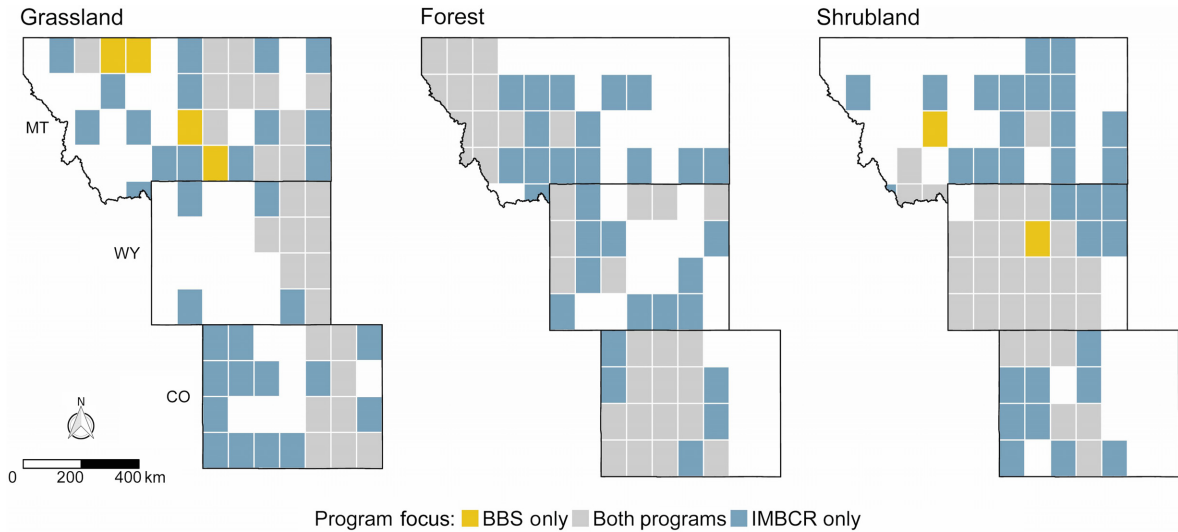 Grassland Forest Shrubland
MT
WY
CO
N
0 200 400 km
Program focus: BBS only Both programs IMBCR only